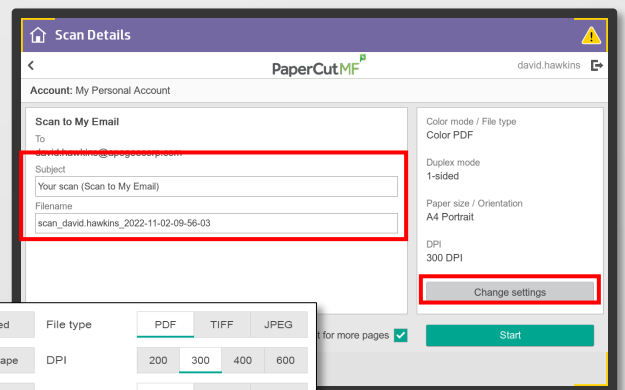 Scan Details
PaperCut MF
david.hawkins
Account: My Personal Account
Scan to My Email
To
david.hawkins@apogeecorp.com
Subject
Your scan (Scan to My Email)
Filename
scan_david.hawkins_2022-11-02-09-56-03
Color mode / File type
Color PDF
Duplex mode
1-sided
Paper size / Orientation
A4 Portrait
DPI
300 DPI
Change settings
t for more pages
Start
ed File type PDF TIFF JPEG
ape DPI 200 300 400 600